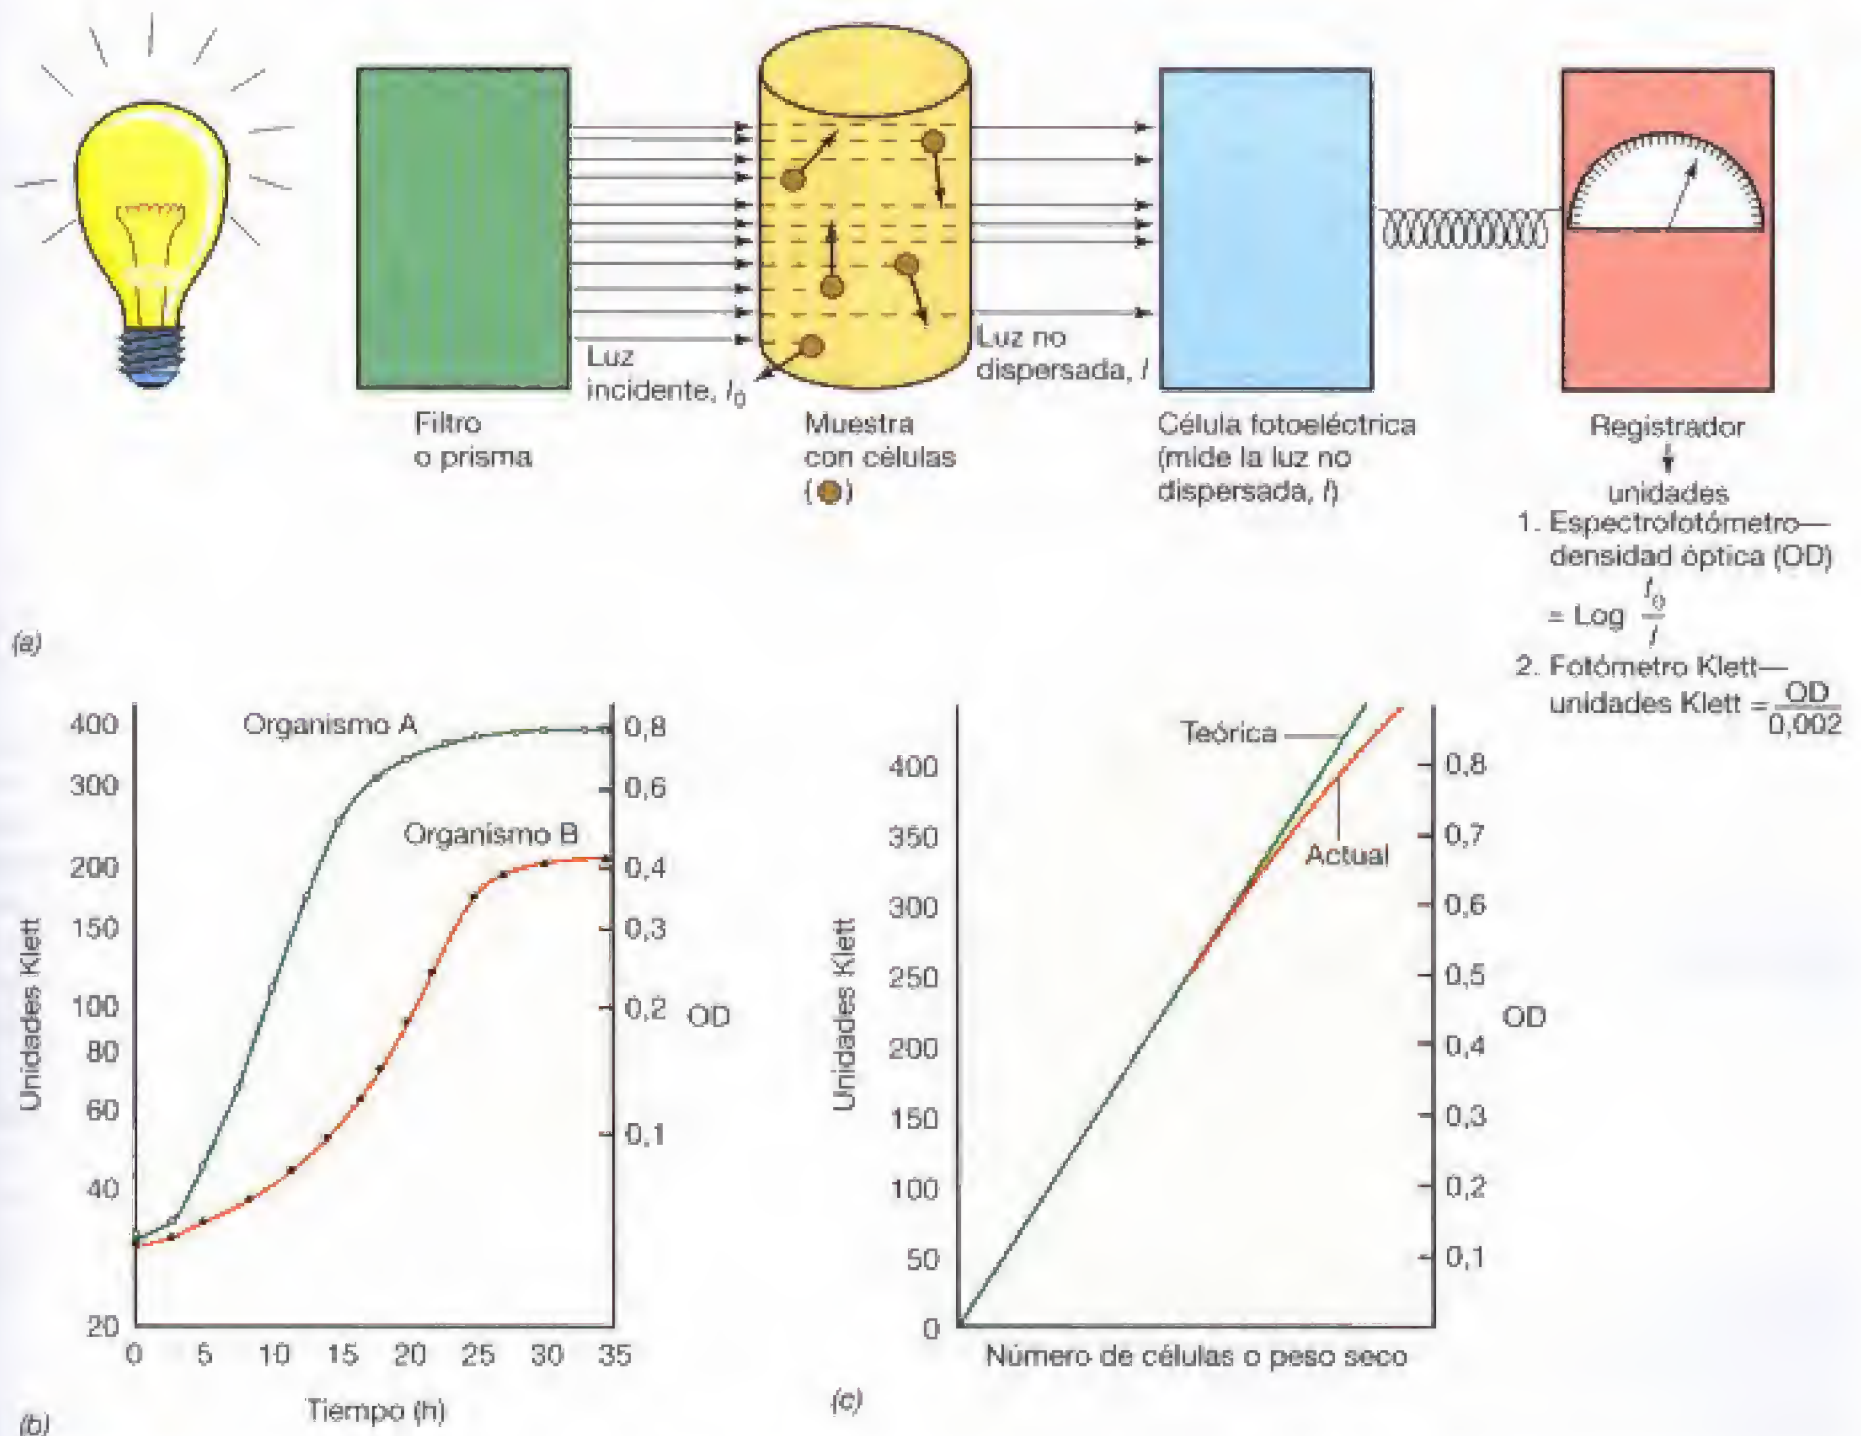 Luz
incidente, I0
Luz no
dispersada, I
Filtro
o prisma
Muestra
con células
( )
Célula fotoeléctrica
(mide la luz no
dispersada, I)
Registrador
unidades
1. Espectrofotómetro—
densidad óptica (OD)
= Log I0/I
2. Fotómetro Klett—
unidades Klett = OD/0,002
(a)
Organismo A
Organismo B
Unidades Klett
400
300
200
150
100
80
60
40
20
0,8
0,6
0,4
0,3
0,2
0,1
OD
0 5 10 15 20 25 30 35
Tiempo (h)
(b)
Teórica
Actual
Unidades Klett
400
350
300
250
200
150
100
50
0
0,8
0,7
0,6
0,5
0,4
0,3
0,2
0,1
OD
Número de células o peso seco
(c)